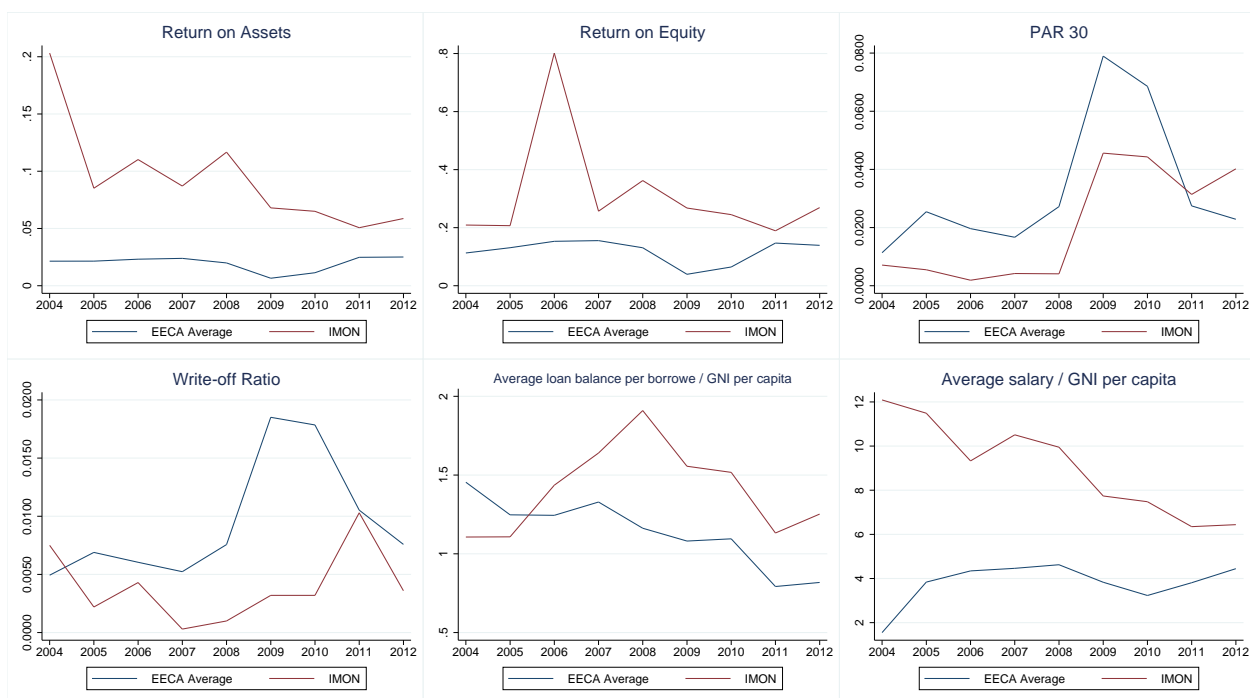 Return on Assets
.2
.15
.1
.05
0
2004 2005 2006 2007 2008 2009 2010 2011 2012
EECA Average IMON
Return on Equity
.8
.6
.4
.2
0
2004 2005 2006 2007 2008 2009 2010 2011 2012
EECA Average IMON
PAR 30
0.0800
0.0600
0.0400
0.0200
0.0000
2004 2005 2006 2007 2008 2009 2010 2011 2012
EECA Average IMON
Write-off Ratio
0.0200
0.0150
0.0100
0.0050
0.0000
2004 2005 2006 2007 2008 2009 2010 2011 2012
EECA Average IMON
Average loan balance per borrowe / GNI per capita
2
1.5
1
.5
2004 2005 2006 2007 2008 2009 2010 2011 2012
EECA Average IMON
Average salary / GNI per capita
12
10
8
6
4
2
2004 2005 2006 2007 2008 2009 2010 2011 2012
EECA Average IMON